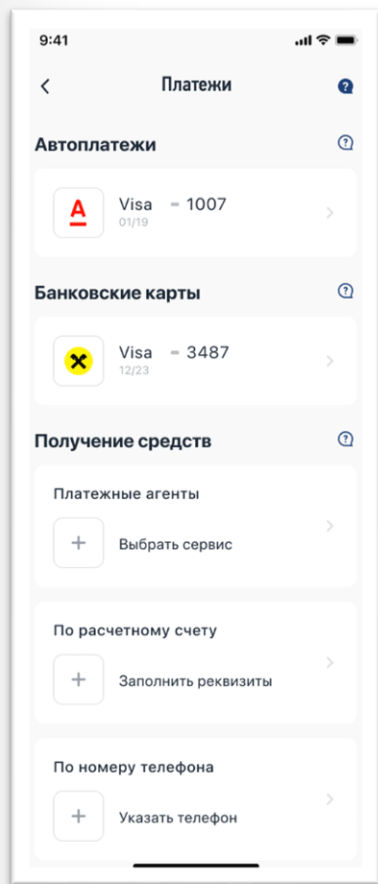 9:41
Платежи
Автоплатежи
Visa - 1007
01/19
Банковские карты
Visa - 3487
12/23
Получение средств
Платежные агенты
Выбрать сервис
По расчетному счету
Заполнить реквизиты
По номеру телефона
Указать телефон